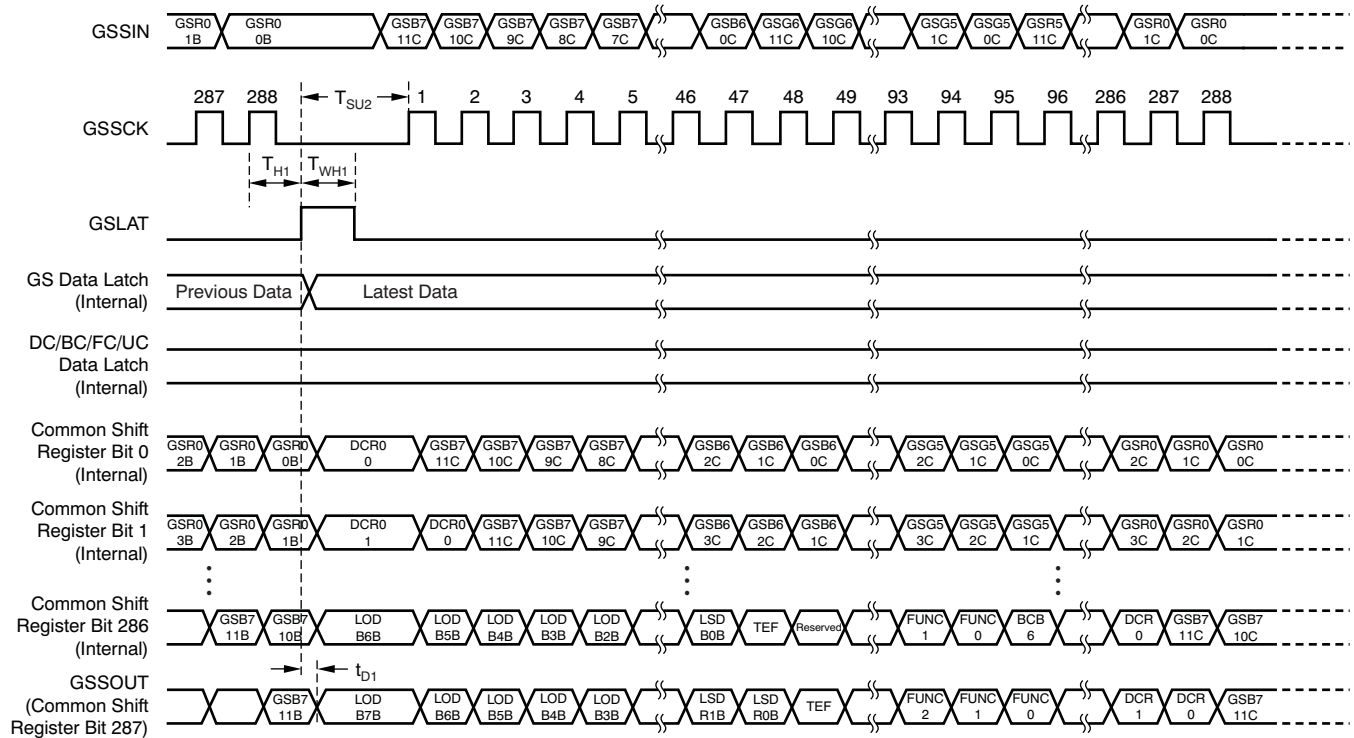 GSSIN
GSR0 1B
GSR0 0B
GSB7 11C
GSB7 10C
GSB7 9C
GSB7 8C
GSB7 7C
GSB6 0C
GSG6 11C
GSG6 10C
GSG5 1C
GSG5 0C
GSR5 11C
GSR0 1C
GSR0 0C
GSSCK
287 288 TSU2 1 2 3 4 5 46 47 48 49 93 94 95 96 286 287 288
TH1 TWH1
GSLAT
GS Data Latch
(Internal)
Previous Data
Latest Data
DC/BC/FC/UC
Data Latch
(Internal)
Common Shift
Register Bit 0
(Internal)
GSR0 2B
GSR0 1B
GSR0 0B
DCR0 0
GSB7 11C
GSB7 10C
GSB7 9C
GSB7 8C
GSB6 2C
GSB6 1C
GSB6 0C
GSG5 2C
GSG5 1C
GSG5 0C
GSR0 2C
GSR0 1C
GSR0 0C
Common Shift
Register Bit 1
(Internal)
GSR0 3B
GSR0 2B
GSR0 1B
DCR0 1
DCR0 0
GSB7 11C
GSB7 10C
GSB7 9C
GSB6 3C
GSB6 2C
GSB6 1C
GSG5 3C
GSG5 2C
GSG5 1C
GSR0 3C
GSR0 2C
GSR0 1C
Common Shift
Register Bit 286
(Internal)
GSB7 11B
GSB7 10B
LOD B6B
LOD B5B
LOD B4B
LOD B3B
LOD B2B
LSD B0B
TEF
Reserved
FUNC 1
FUNC 0
BCB 6
DCR 0
GSB7 11C
GSB7 10C
tD1
GSSOUT
(Common Shift
Register Bit 287)
GSB7 11B
LOD B7B
LOD B6B
LOD B5B
LOD B4B
LOD B3B
LSD R1B
LSD R0B
TEF
FUNC 2
FUNC 1
FUNC 0
DCR 1
DCR 0
GSB7 11C